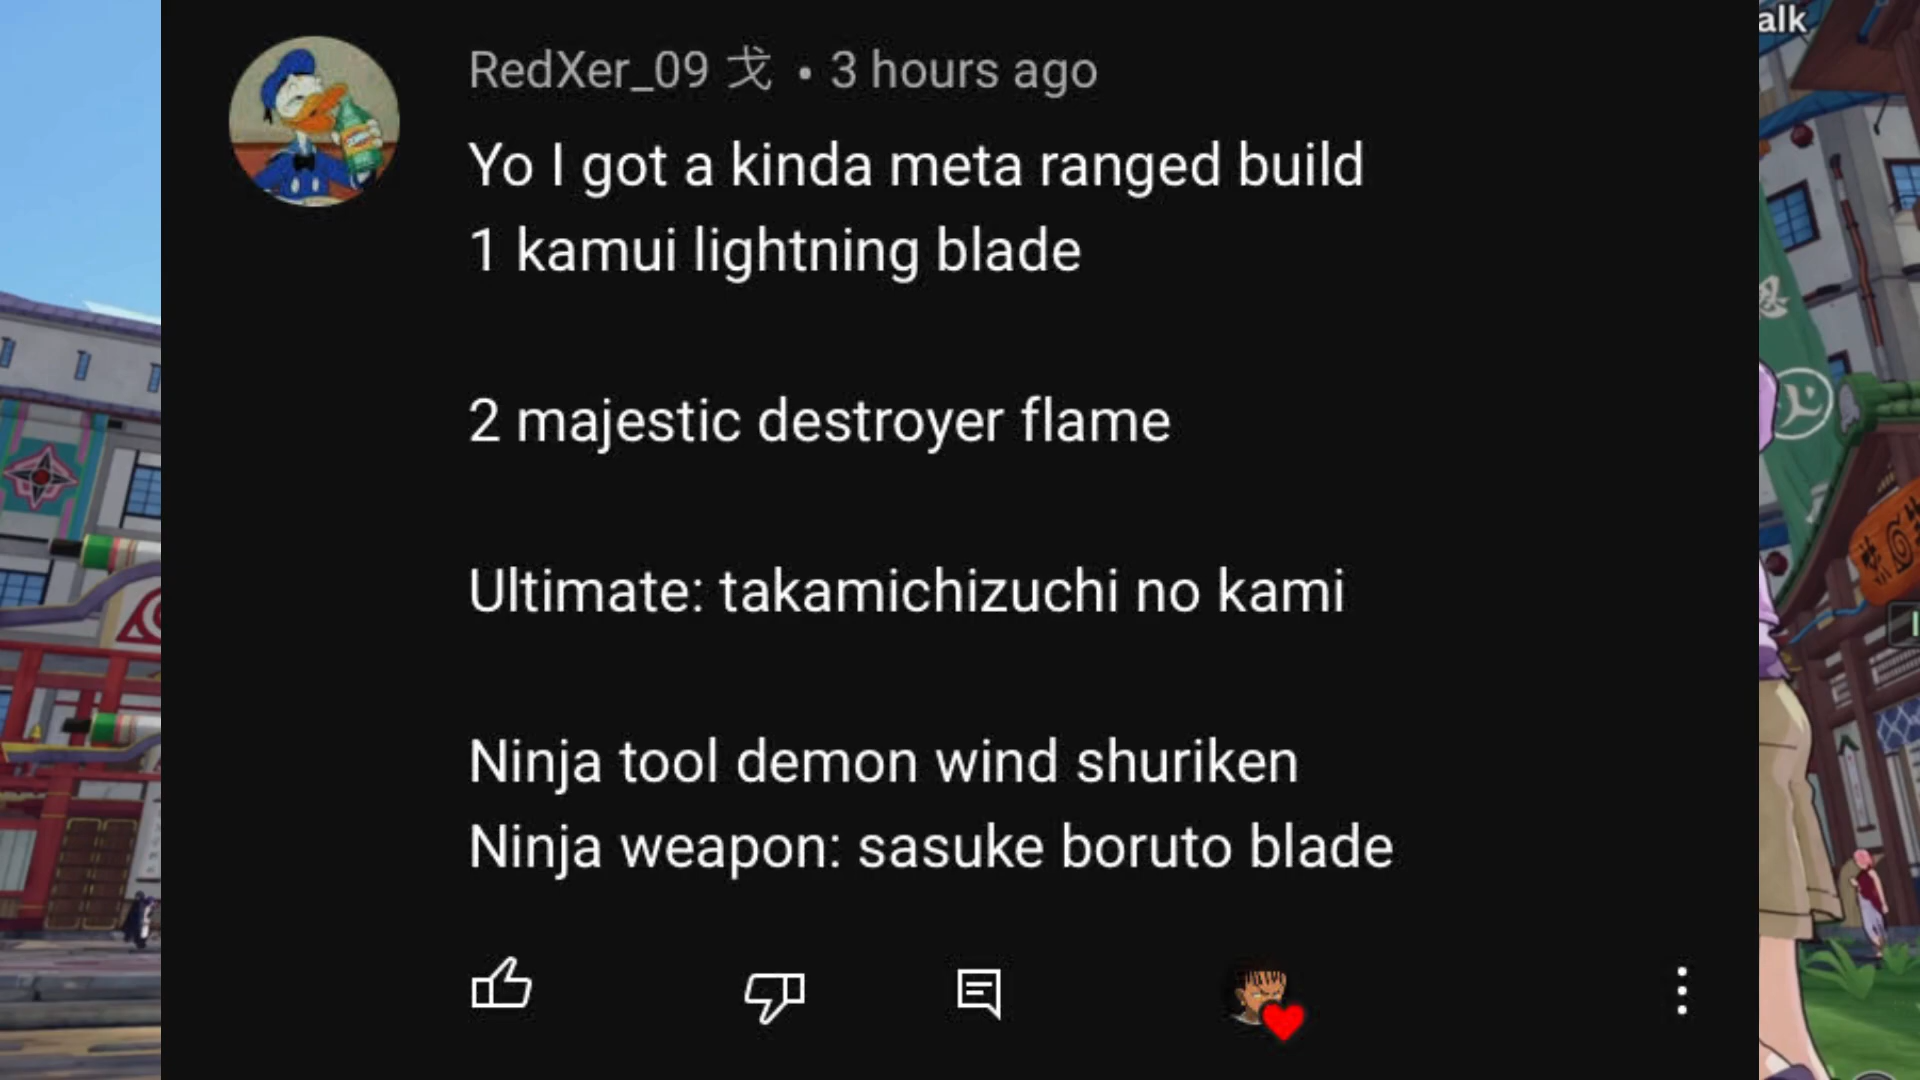 RedXer_09 戈 • 3 hours ago
Yo I got a kinda meta ranged build
1 kamui lightning blade
2 majestic destroyer flame
Ultimate: takamichizuchi no kami
Ninja tool demon wind shuriken
Ninja weapon: sasuke boruto blade
alk
忍